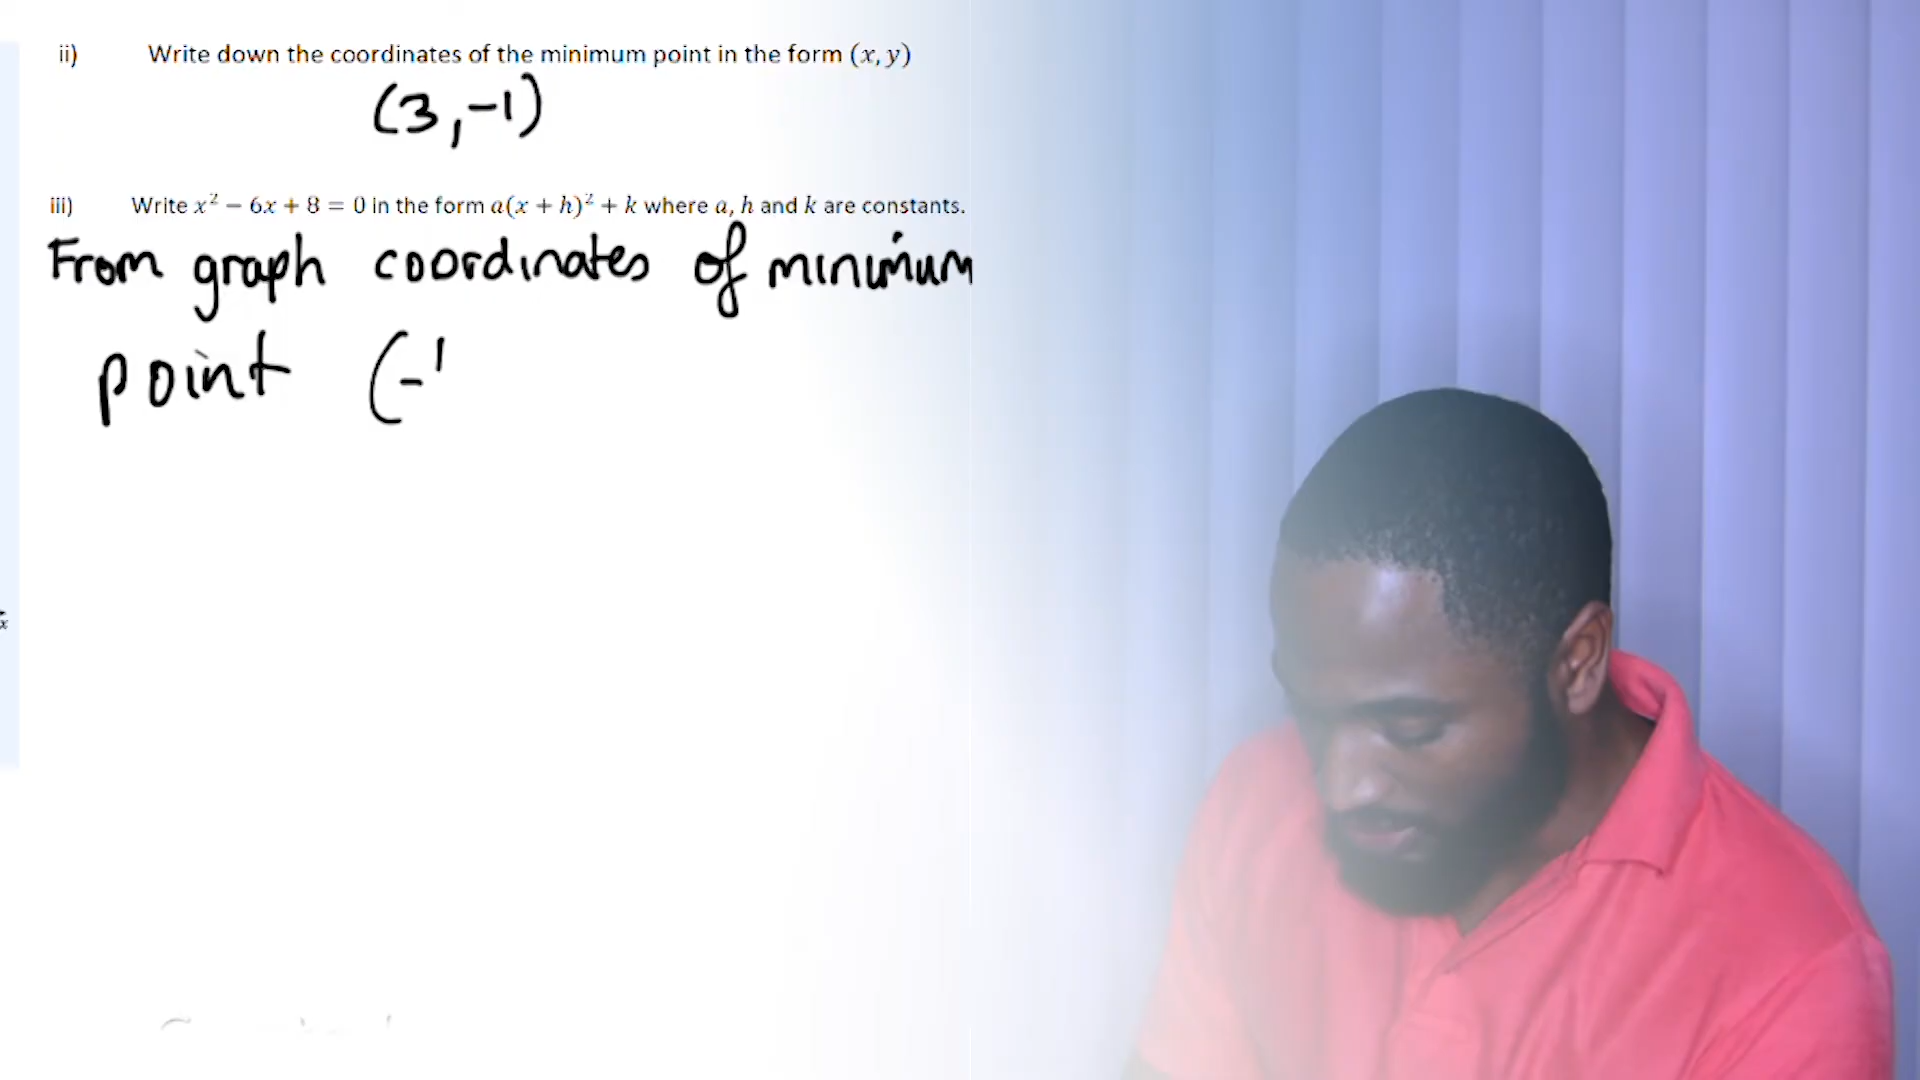 ii) Write down the coordinates of the minimum point in the form (x, y)
(3, -1)
iii) Write x² − 6x + 8 = 0 in the form a(x + h)² + k where a, h and k are constants.
From graph coordinates of minimum
point (-
x